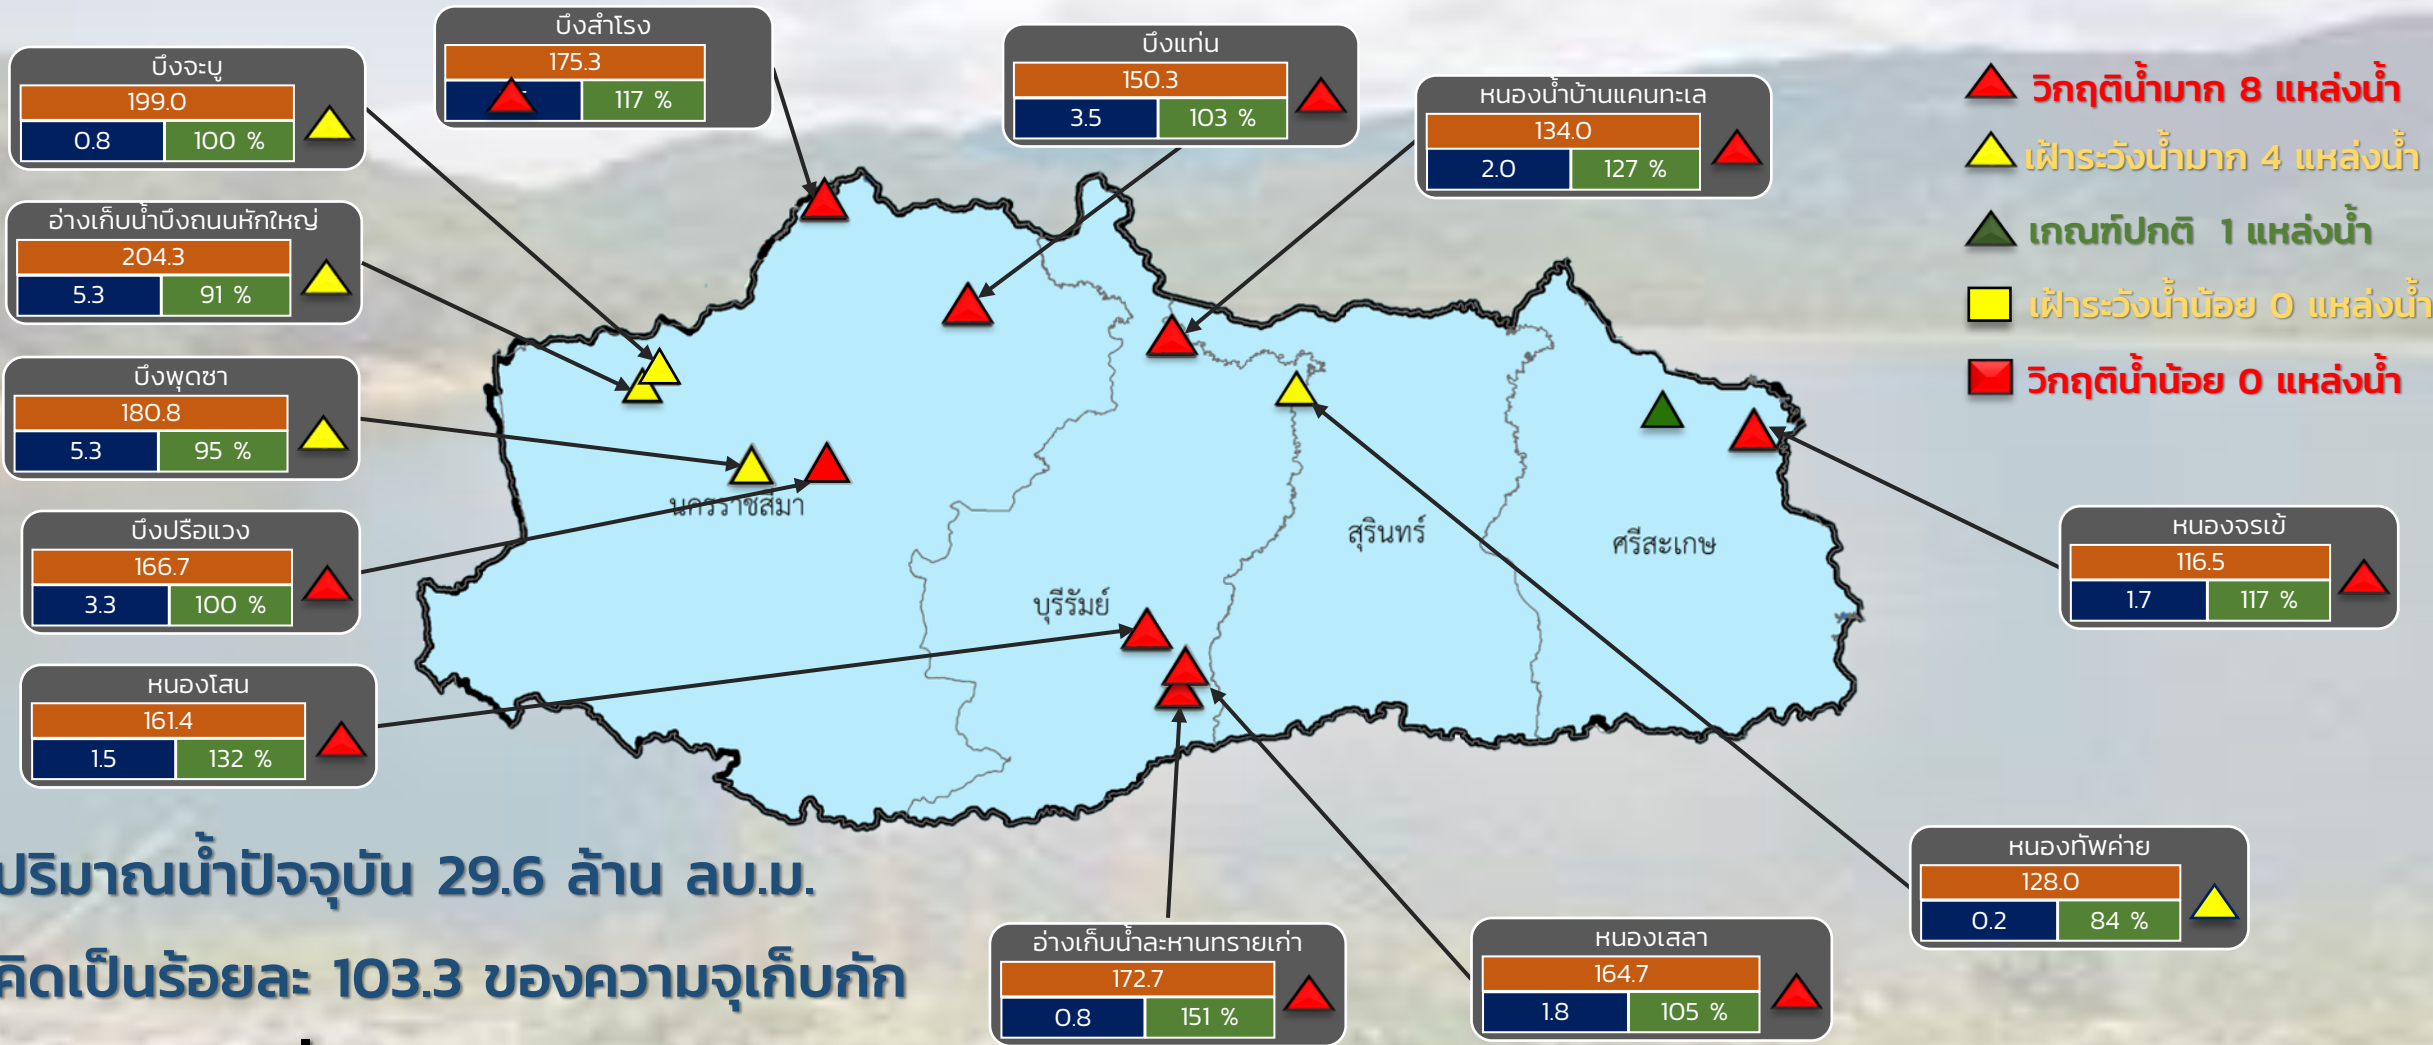 บึงสำโรง
175.3
117 %
บึงแท่น
150.3
3.5 103 %
บึงจะบู
199.0
0.8 100 %
หนองน้ำบ้านแคนทะเล
134.0
2.0 127 %
วิกฤติน้ำมาก 8 แหล่งน้ำ
เฝ้าระวังน้ำมาก 4 แหล่งน้ำ
เกณฑ์ปกติ 1 แหล่งน้ำ
เฝ้าระวังน้ำน้อย 0 แหล่งน้ำ
วิกฤติน้ำน้อย 0 แหล่งน้ำ
อ่างเก็บน้ำบึงถนนหักใหญ่
204.3
5.3 91 %
บึงพุดซา
180.8
5.3 95 %
บึงปรือแวง
166.7
3.3 100 %
หนองโสน
161.4
1.5 132 %
นครราชสีมา
บุรีรัมย์
สุรินทร์
ศรีสะเกษ
หนองจรเข้
116.5
1.7 117 %
หนองทัพค่าย
128.0
0.2 84 %
อ่างเก็บน้ำละหานทรายเก่า
172.7
0.8 151 %
หนองเสลา
164.7
1.8 105 %
ปริมาณน้ำปัจจุบัน 29.6 ล้าน ลบ.ม.
คิดเป็นร้อยละ 103.3 ของความจุเก็บกัก